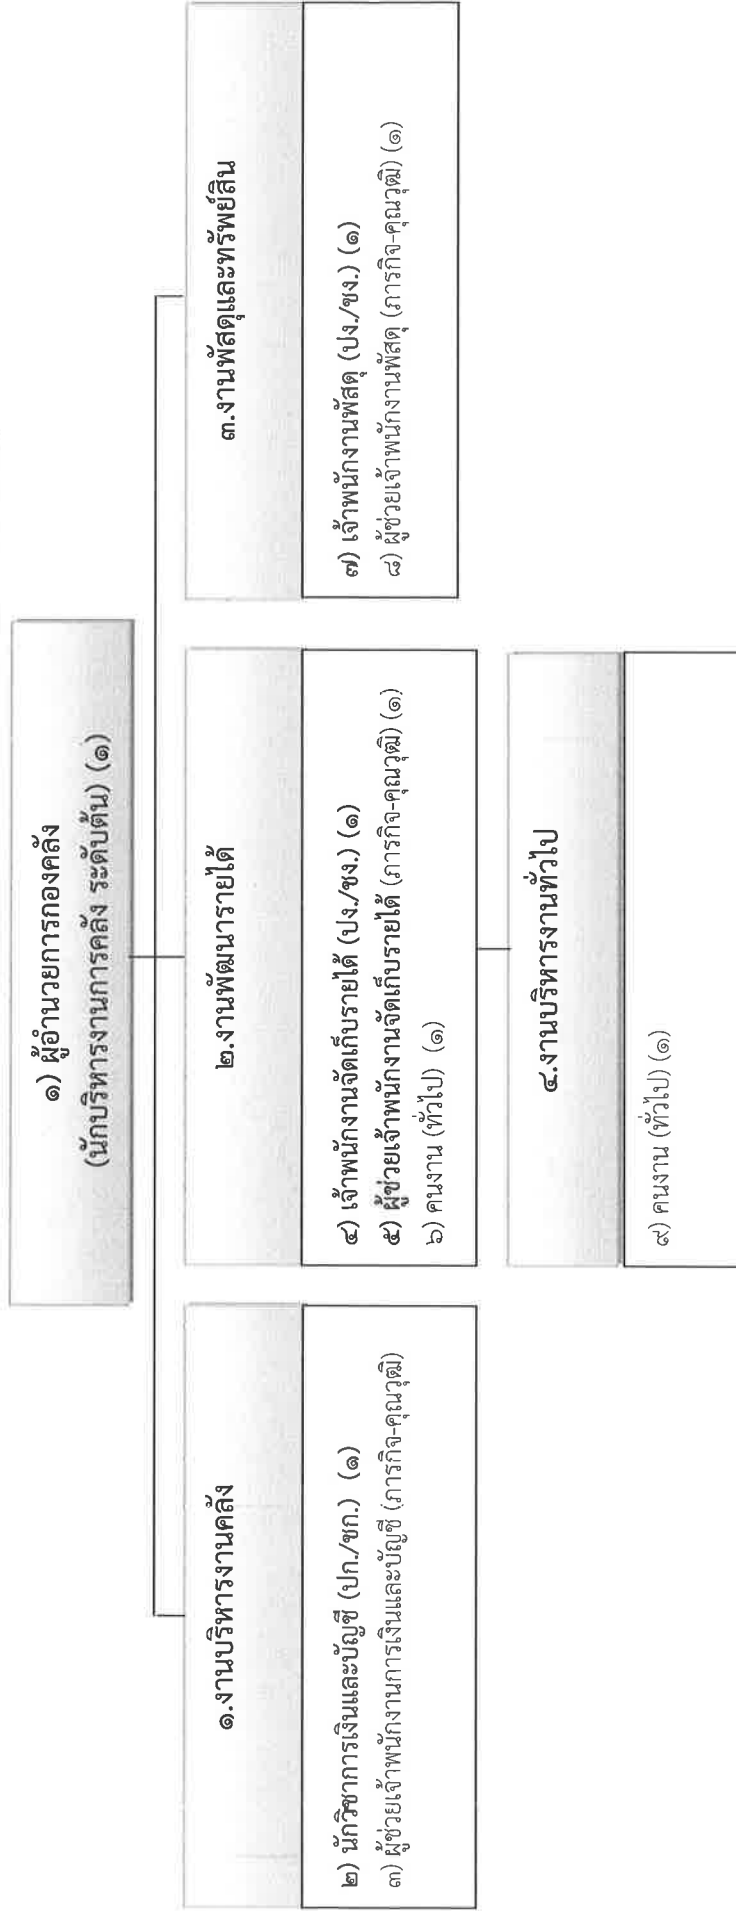 ๑) ผู้อำนวยการกองคลัง
(นักบริหารงานการคลัง ระดับต้น) (๑)
๑.งานบริหารงานคลัง
๒) นักวิชาการเงินและบัญชี (ปก./ชก.) (๑)
๓) ผู้ช่วยเจ้าพนักงานการเงินและบัญชี (ภารกิจ-คุณวุฒิ)
๒.งานพัฒนารายได้
๔) เจ้าพนักงานจัดเก็บรายได้ (ปง./ชง.) (๑)
๕) ผู้ช่วยเจ้าพนักงานจัดเก็บรายได้ (ภารกิจ-คุณวุฒิ) (๑)
๖) คนงาน (ทั่วไป) (๑)
๓.งานพัสดุและทรัพย์สิน
๗) เจ้าพนักงานพัสดุ (ปง./ชง.) (๑)
๘) ผู้ช่วยเจ้าพนักงานพัสดุ (ภารกิจ-คุณวุฒิ) (๑)
๔.งานบริหารงานทั่วไป
๙) คนงาน (ทั่วไป) (๑)